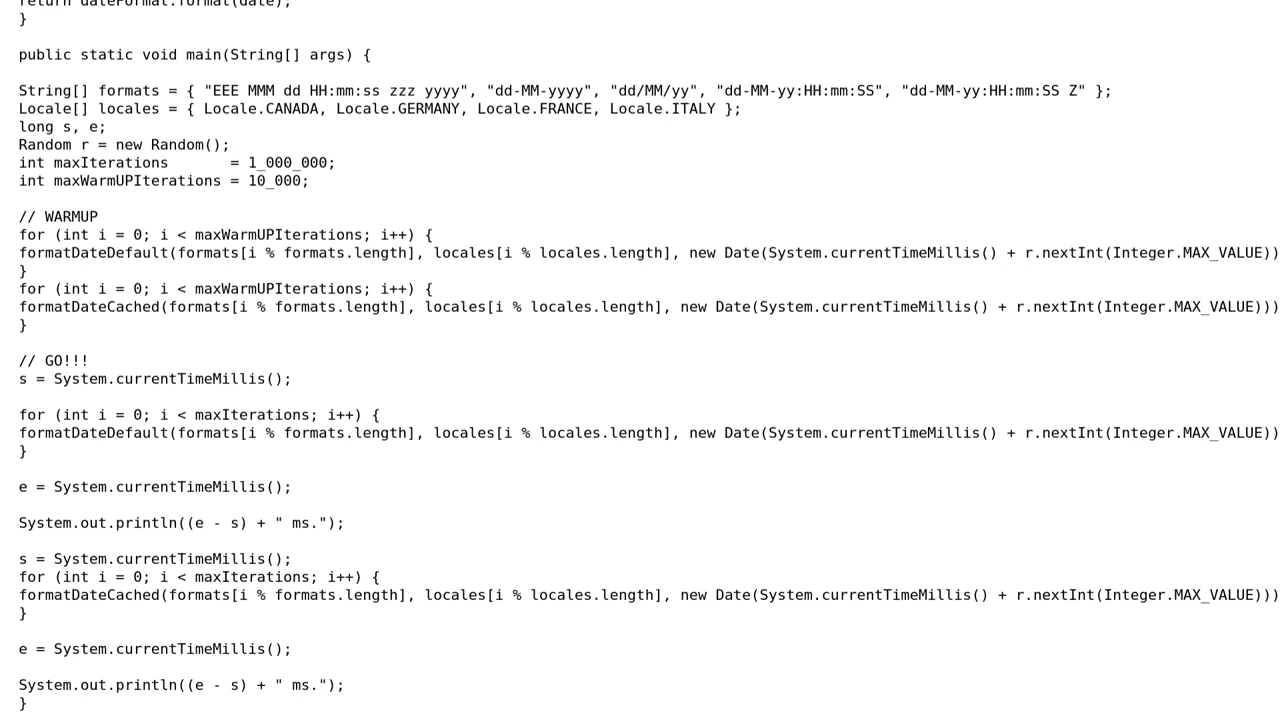 return dateFormat.format(date);
}
public static void main(String[] args) {
String[] formats = { "EEE MMM dd HH:mm:ss zzz yyyy", "dd-MM-yyyy", "dd/MM/yy", "dd-MM-yy:HH:mm:SS", "dd-MM-yy:HH:mm:SS Z" };
Locale[] locales = { Locale.CANADA, Locale.GERMANY, Locale.FRANCE, Locale.ITALY };
long s, e;
Random r = new Random();
int maxIterations       = 1_000_000;
int maxWarmUPIterations = 10_000;
// WARMUP
for (int i = 0; i < maxWarmUPIterations; i++) {
formatDateDefault(formats[i % formats.length], locales[i % locales.length], new Date(System.currentTimeMillis() + r.nextInt(Integer.MAX_VALUE))
}
for (int i = 0; i < maxWarmUPIterations; i++) {
formatDateCached(formats[i % formats.length], locales[i % locales.length], new Date(System.currentTimeMillis() + r.nextInt(Integer.MAX_VALUE)))
}
// GO!!!
s = System.currentTimeMillis();
for (int i = 0; i < maxIterations; i++) {
formatDateDefault(formats[i % formats.length], locales[i % locales.length], new Date(System.currentTimeMillis() + r.nextInt(Integer.MAX_VALUE))
}
e = System.currentTimeMillis();
System.out.println((e - s) + " ms.");
s = System.currentTimeMillis();
for (int i = 0; i < maxIterations; i++) {
formatDateCached(formats[i % formats.length], locales[i % locales.length], new Date(System.currentTimeMillis() + r.nextInt(Integer.MAX_VALUE)))
}
e = System.currentTimeMillis();
System.out.println((e - s) + " ms.");
}